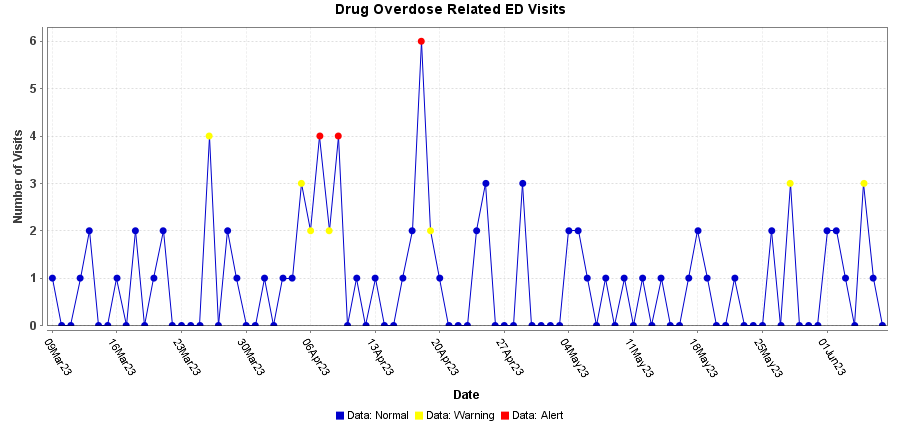 Drug Overdose Related ED Visits
Number of Visits
6
5
4
3
2
1
0
09Mar23 16Mar23 23Mar23 30Mar23 06Apr23 13Apr23 20Apr23 27Apr23 04May23 11May23 18May23 25May23 01Jun23
Date
Data: Normal Data: Warning Data: Alert